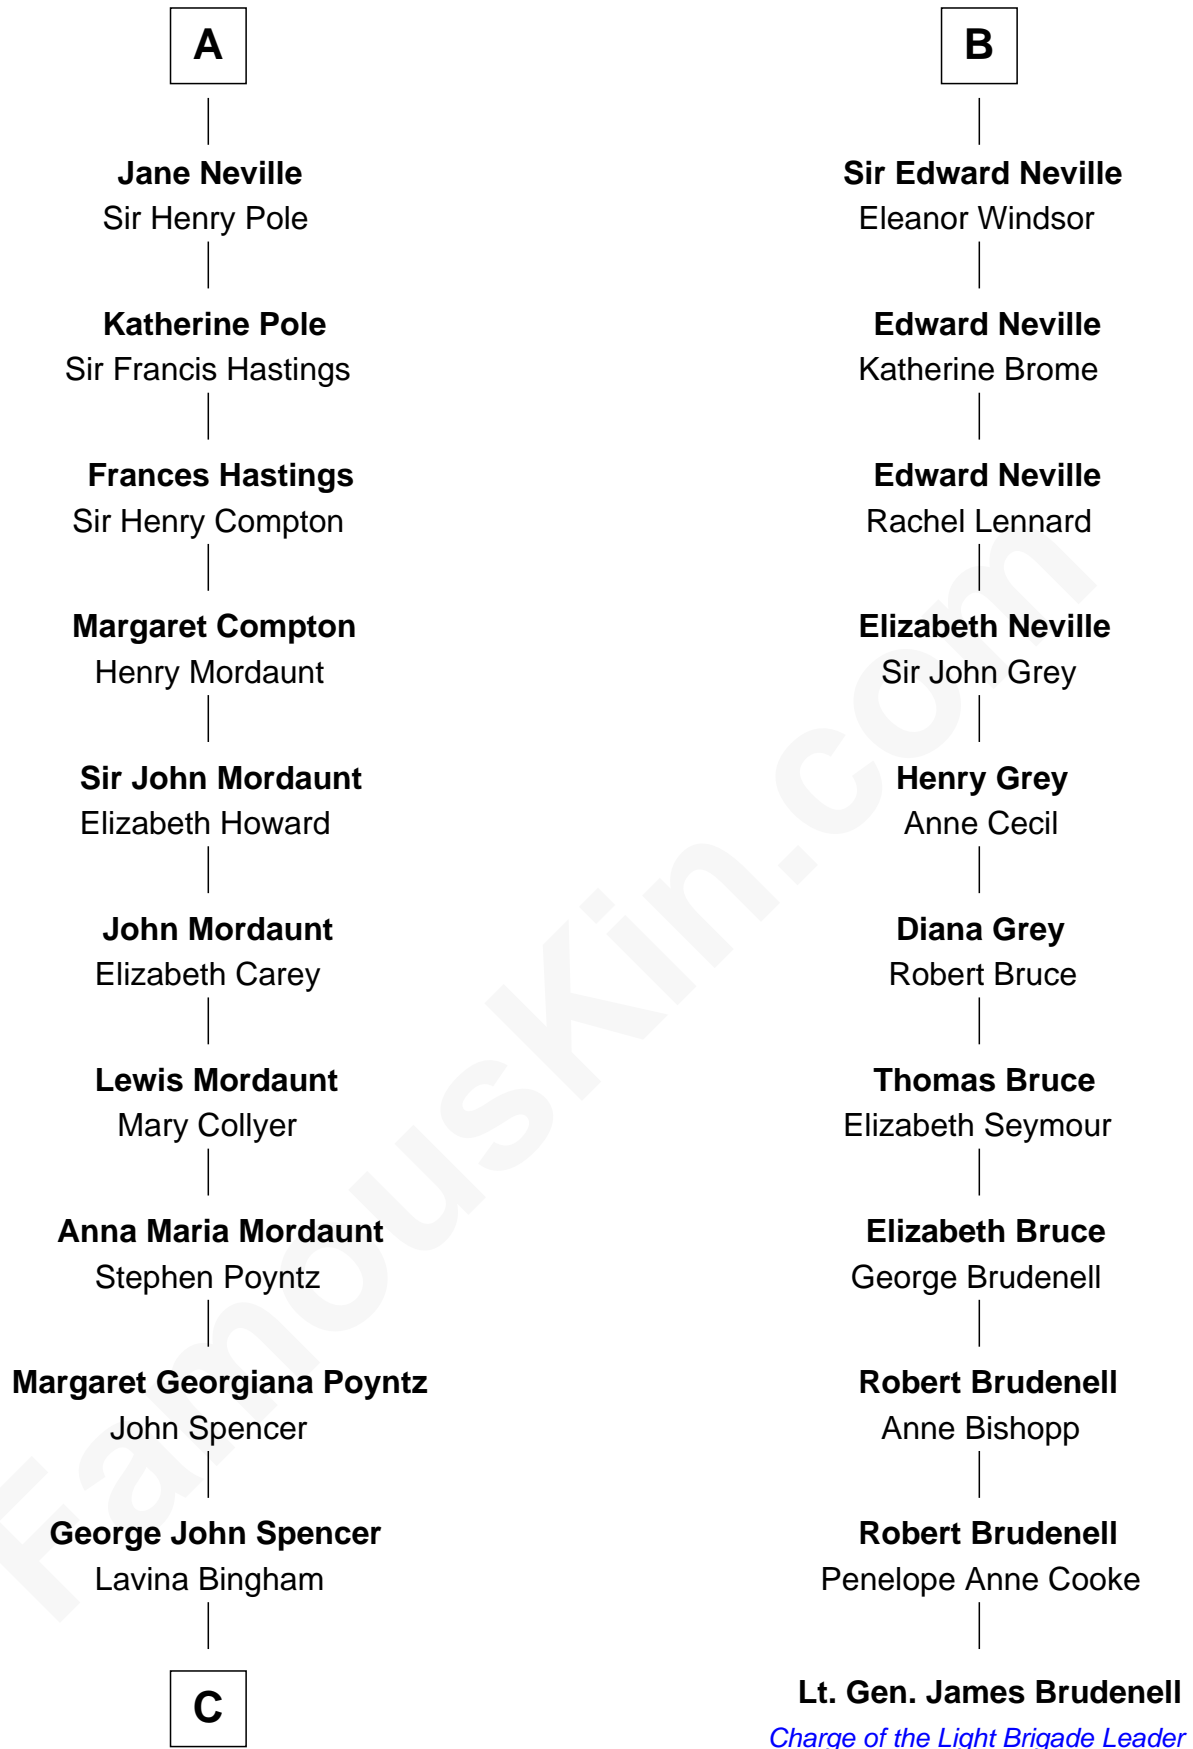 A
Jane Neville
Sir Henry Pole
Katherine Pole
Sir Francis Hastings
Frances Hastings
Sir Henry Compton
Margaret Compton
Henry Mordaunt
Sir John Mordaunt
Elizabeth Howard
John Mordaunt
Elizabeth Carey
Lewis Mordaunt
Mary Collyer
Anna Maria Mordaunt
Stephen Poyntz
Margaret Georgiana Poyntz
John Spencer
George John Spencer
Lavina Bingham
C
B
Sir Edward Neville
Eleanor Windsor
Edward Neville
Katherine Brome
Edward Neville
Rachel Lennard
Elizabeth Neville
Sir John Grey
Henry Grey
Anne Cecil
Diana Grey
Robert Bruce
Thomas Bruce
Elizabeth Seymour
Elizabeth Bruce
George Brudenell
Robert Brudenell
Anne Bishopp
Robert Brudenell
Penelope Anne Cooke
Lt. Gen. James Brudenell
Charge of the Light Brigade Leader
FamousKin.com